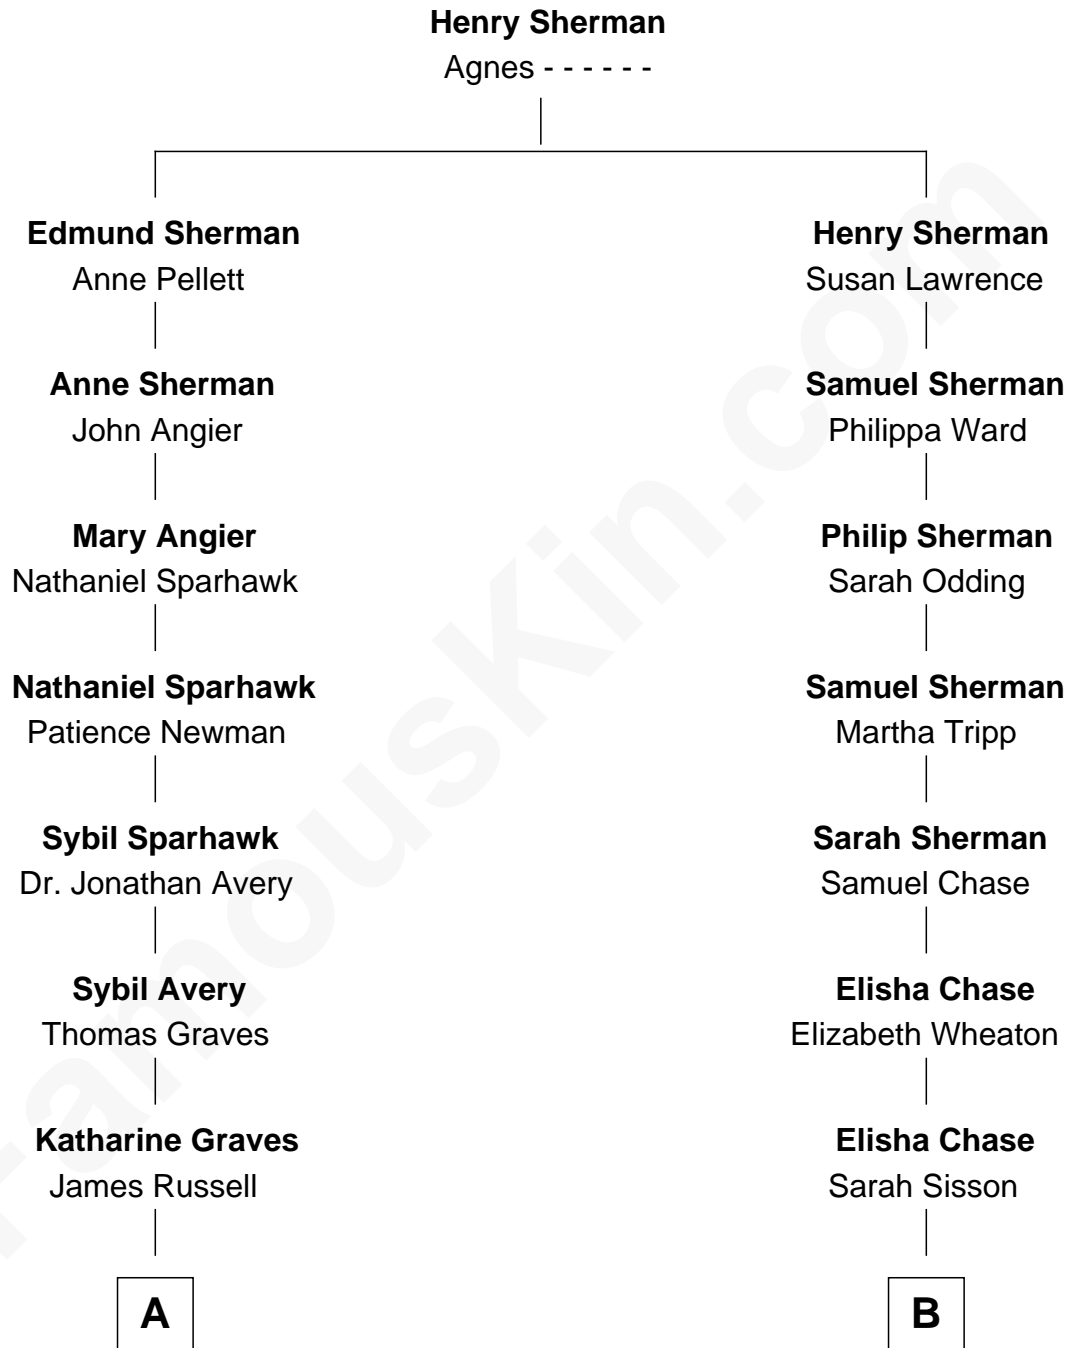 Henry Sherman
Agnes - - - - - -
Edmund Sherman
Anne Pellett
Henry Sherman
Susan Lawrence
Anne Sherman
John Angier
Samuel Sherman
Philippa Ward
Mary Angier
Nathaniel Sparhawk
Philip Sherman
Sarah Odding
Nathaniel Sparhawk
Patience Newman
Samuel Sherman
Martha Tripp
Sybil Sparhawk
Dr. Jonathan Avery
Sarah Sherman
Samuel Chase
Sybil Avery
Thomas Graves
Elisha Chase
Elizabeth Wheaton
Katharine Graves
James Russell
Elisha Chase
Sarah Sisson
A
B
FamousKin.com